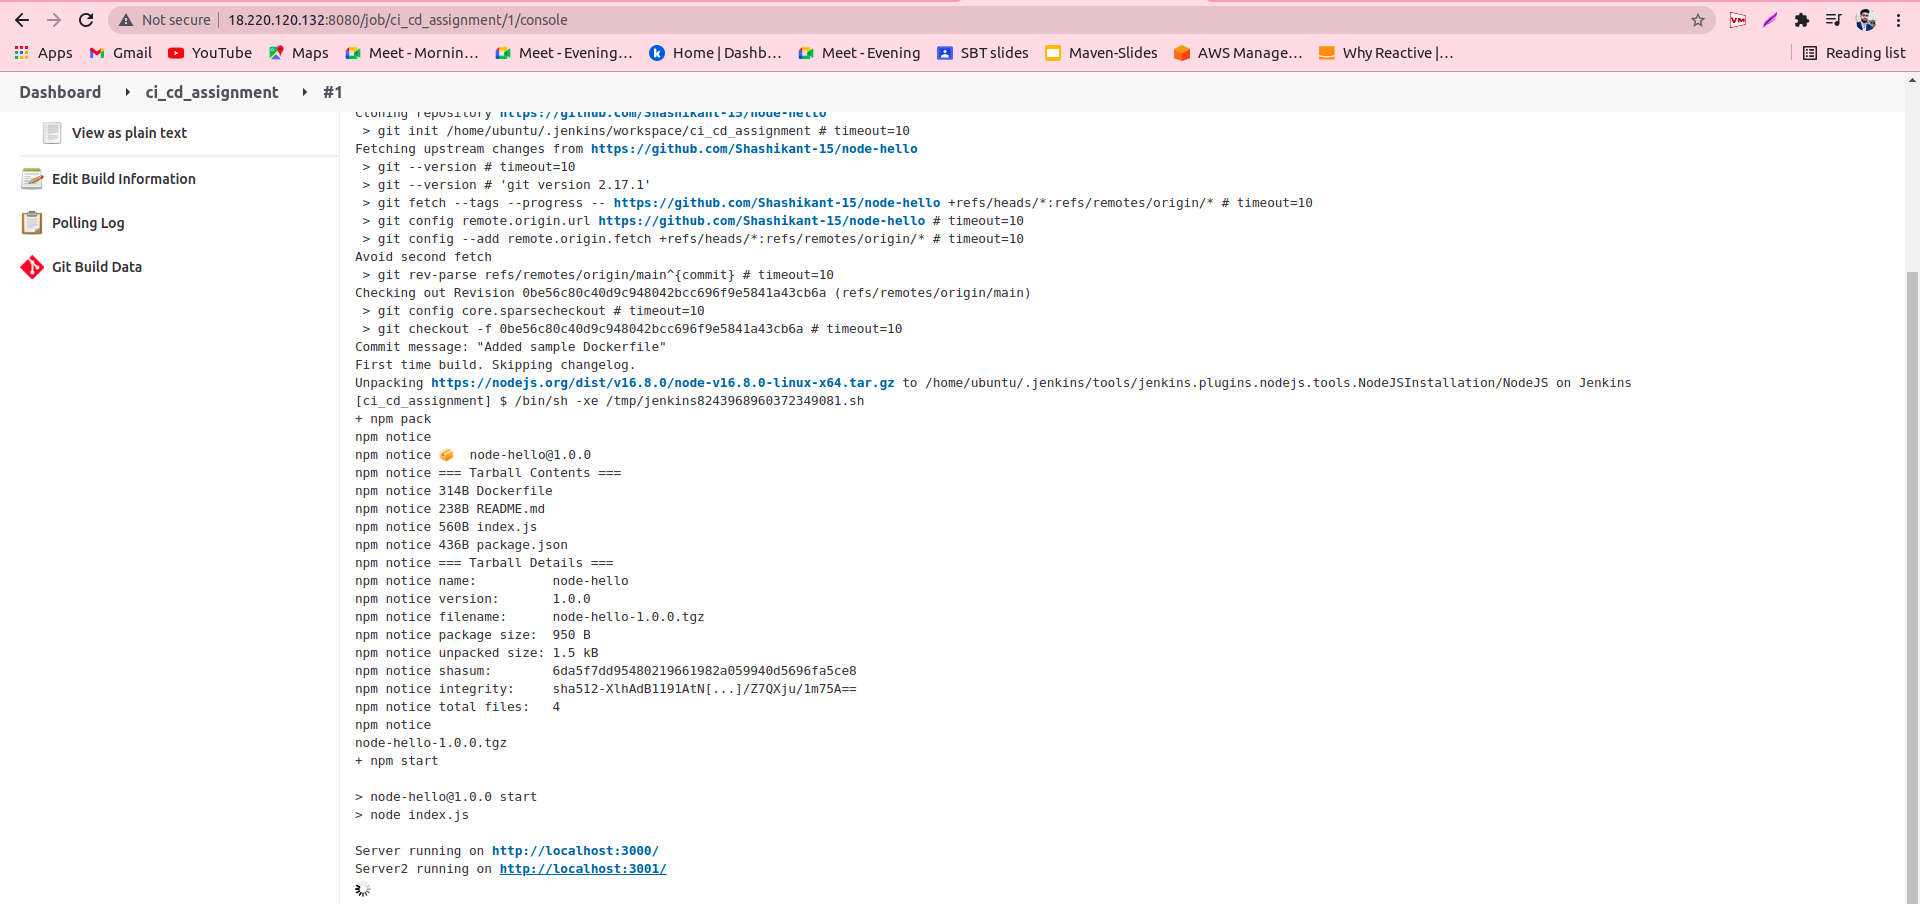 Not secure 18.220.120.132:8080/job/ci_cd_assignment/1/console
Apps Gmail YouTube Maps Meet - Mornin... Meet - Evening... Home | Dashb... Meet - Evening SBT slides Maven-Slides AWS Manage... Why Reactive |... Reading list
Dashboard ci_cd_assignment #1
View as plain text
Edit Build Information
Polling Log
Git Build Data
Cloning repository https://github.com/Shashikant-15/node-hello
> git init /home/ubuntu/.jenkins/workspace/ci_cd_assignment # timeout=10
Fetching upstream changes from https://github.com/Shashikant-15/node-hello
> git --version # timeout=10
> git --version # 'git version 2.17.1'
> git fetch --tags --progress -- https://github.com/Shashikant-15/node-hello +refs/heads/*:refs/remotes/origin/* # timeout=10
> git config remote.origin.url https://github.com/Shashikant-15/node-hello # timeout=10
> git config --add remote.origin.fetch +refs/heads/*:refs/remotes/origin/* # timeout=10
Avoid second fetch
> git rev-parse refs/remotes/origin/main^{commit} # timeout=10
Checking out Revision 0be56c80c40d9c948042bcc696f9e5841a43cb6a (refs/remotes/origin/main)
> git config core.sparsecheckout # timeout=10
> git checkout -f 0be56c80c40d9c948042bcc696f9e5841a43cb6a # timeout=10
Commit message: "Added sample Dockerfile"
First time build. Skipping changelog.
Unpacking https://nodejs.org/dist/v16.8.0/node-v16.8.0-linux-x64.tar.gz to /home/ubuntu/.jenkins/tools/jenkins.plugins.nodejs.tools.NodeJSInstallation/NodeJS on Jenkins
[ci_cd_assignment] $ /bin/sh -xe /tmp/jenkins8243968960372349081.sh
+ npm pack
npm notice
npm notice 📦 node-hello@1.0.0
npm notice === Tarball Contents ===
npm notice 314B Dockerfile
npm notice 238B README.md
npm notice 560B index.js
npm notice 436B package.json
npm notice === Tarball Details ===
npm notice name: node-hello
npm notice version: 1.0.0
npm notice filename: node-hello-1.0.0.tgz
npm notice package size: 950 B
npm notice unpacked size: 1.5 kB
npm notice shasum: 6da5f7dd95480219661982a059940d5696fa5ce8
npm notice integrity: sha512-XlhAdB1191AtN[...]/Z7QXju/1m75A==
npm notice total files: 4
npm notice
node-hello-1.0.0.tgz
+ npm start
> node-hello@1.0.0 start
> node index.js
Server running on http://localhost:3000/
Server2 running on http://localhost:3001/